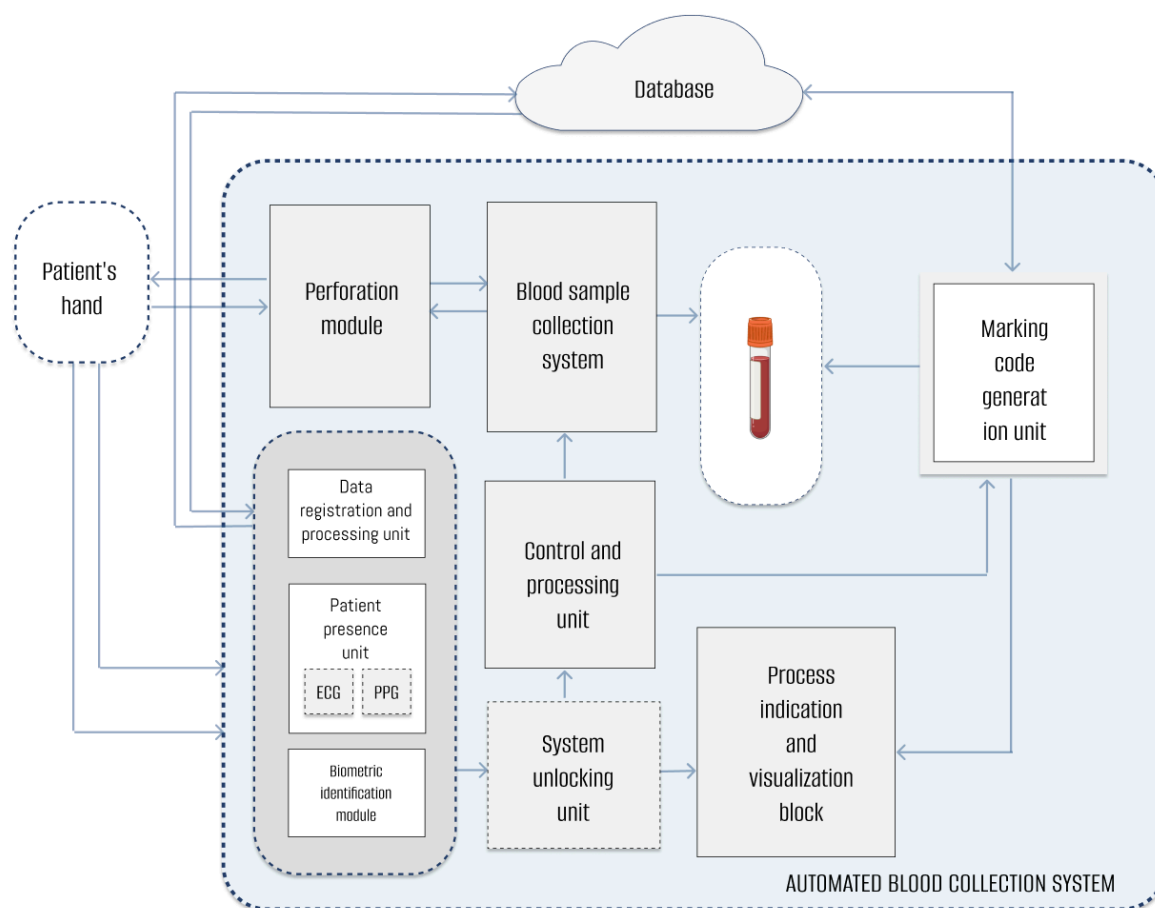 Database
Patient's
hand
Perforation
module
Blood sample
collection
system
Marking
code
generat
ion unit
Data
registration and
processing unit
Patient
presence
unit
ECG
PPG
Biometric
identification
module
Control and
processing
unit
System
unlocking
unit
Process
indication
and
visualization
block
AUTOMATED BLOOD COLLECTION SYSTEM